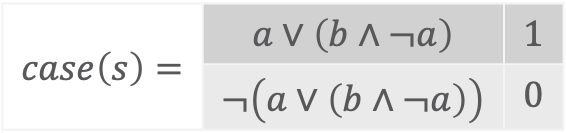 a ∨ (b ∧ ¬a) 1
case(s) =
¬(a ∨ (b ∧ ¬a)) 0